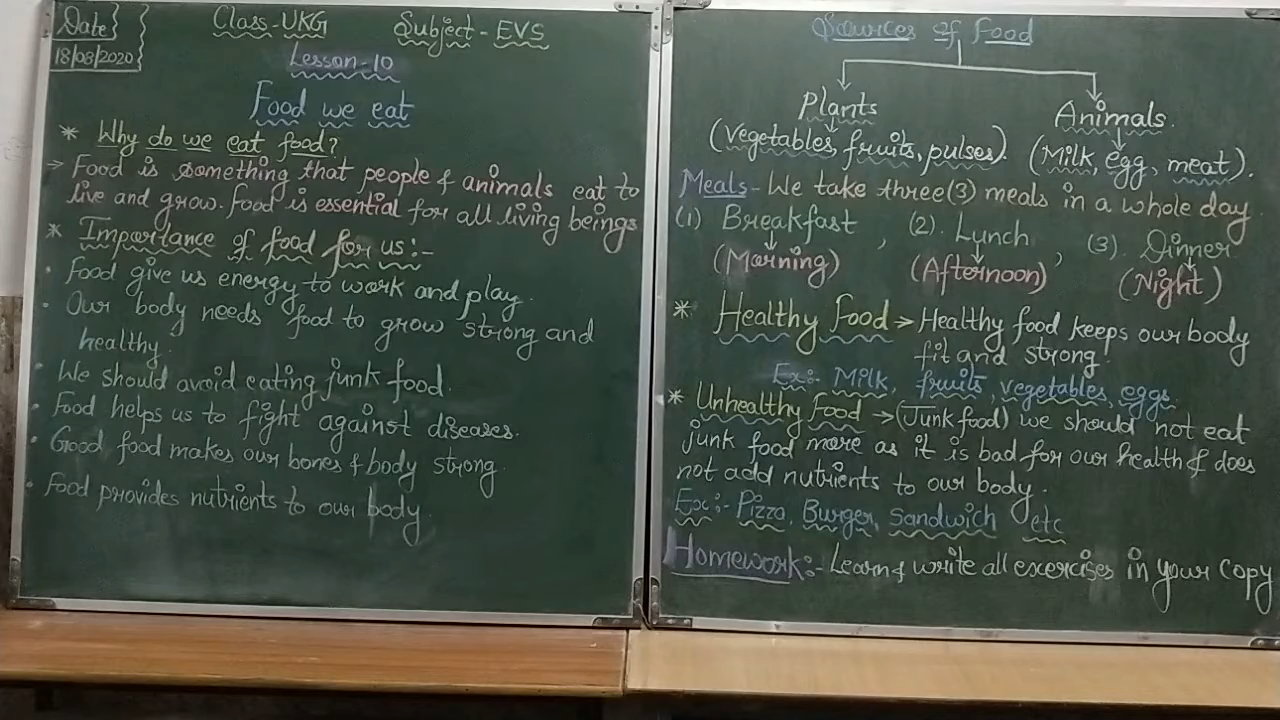 Date
18/08/2020
Class-UKG
Subject-EVS
Lesson-10
Food we eat
* Why do we eat food?
→ Food is something that people & animals eat to
live and grow. Food is essential for all living beings
* Importance of food for us:-
• Food give us energy to work and play.
• Our body needs food to grow strong and
healthy.
• We should avoid eating junk food.
• Food helps us to fight against diseases.
• Good food makes our bones & body strong.
• Food provides nutrients to our body.
Sources of Food
Plants
Animals.
(Vegetables, fruits, pulses).
(Milk, egg, meat).
Meals - We take three(3) meals in a whole day
(1) Breakfast, (2). Lunch, (3). Dinner
(Morning) (Afternoon) (Night)
* Healthy Food → Healthy food keeps our body
fit and strong!
Ex:- Milk, fruits, vegetables, eggs.
* Unhealthy Food → (Junk food) we should not eat
junk food more as it is bad for our health & does
not add nutrients to our body.
Ex:- Pizza, Burger, Sandwich etc
Homework:- Learn & write all excercises in your copy